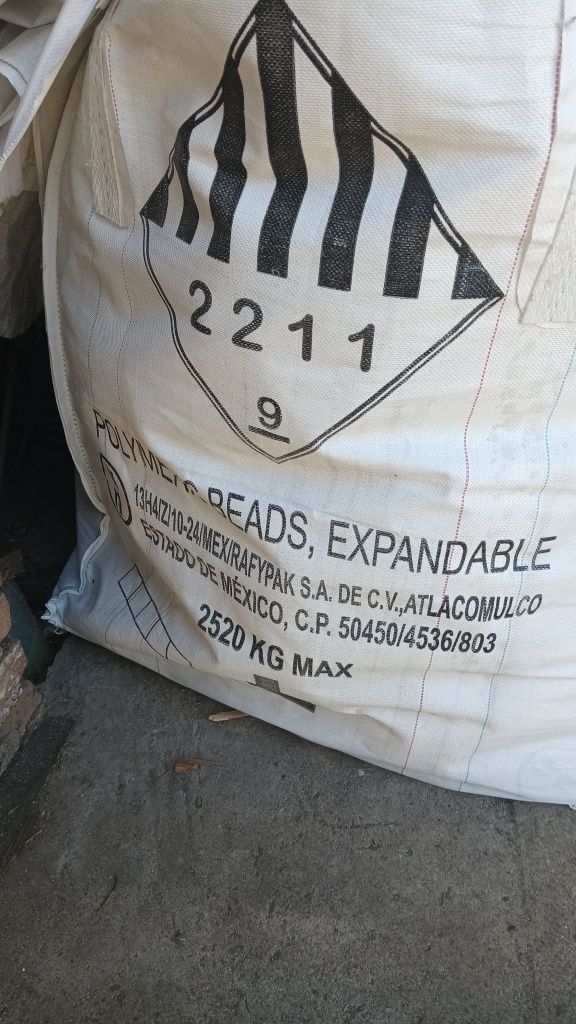 2211
9
POLYMERIC BEADS, EXPANDABLE
13H4/Z/10-24/MEX/RAFYPAK S.A. DE C.V.,ATLACOMULCO
ESTADO DE MÉXICO, C.P. 50450/4536/803
2520 KG MAX